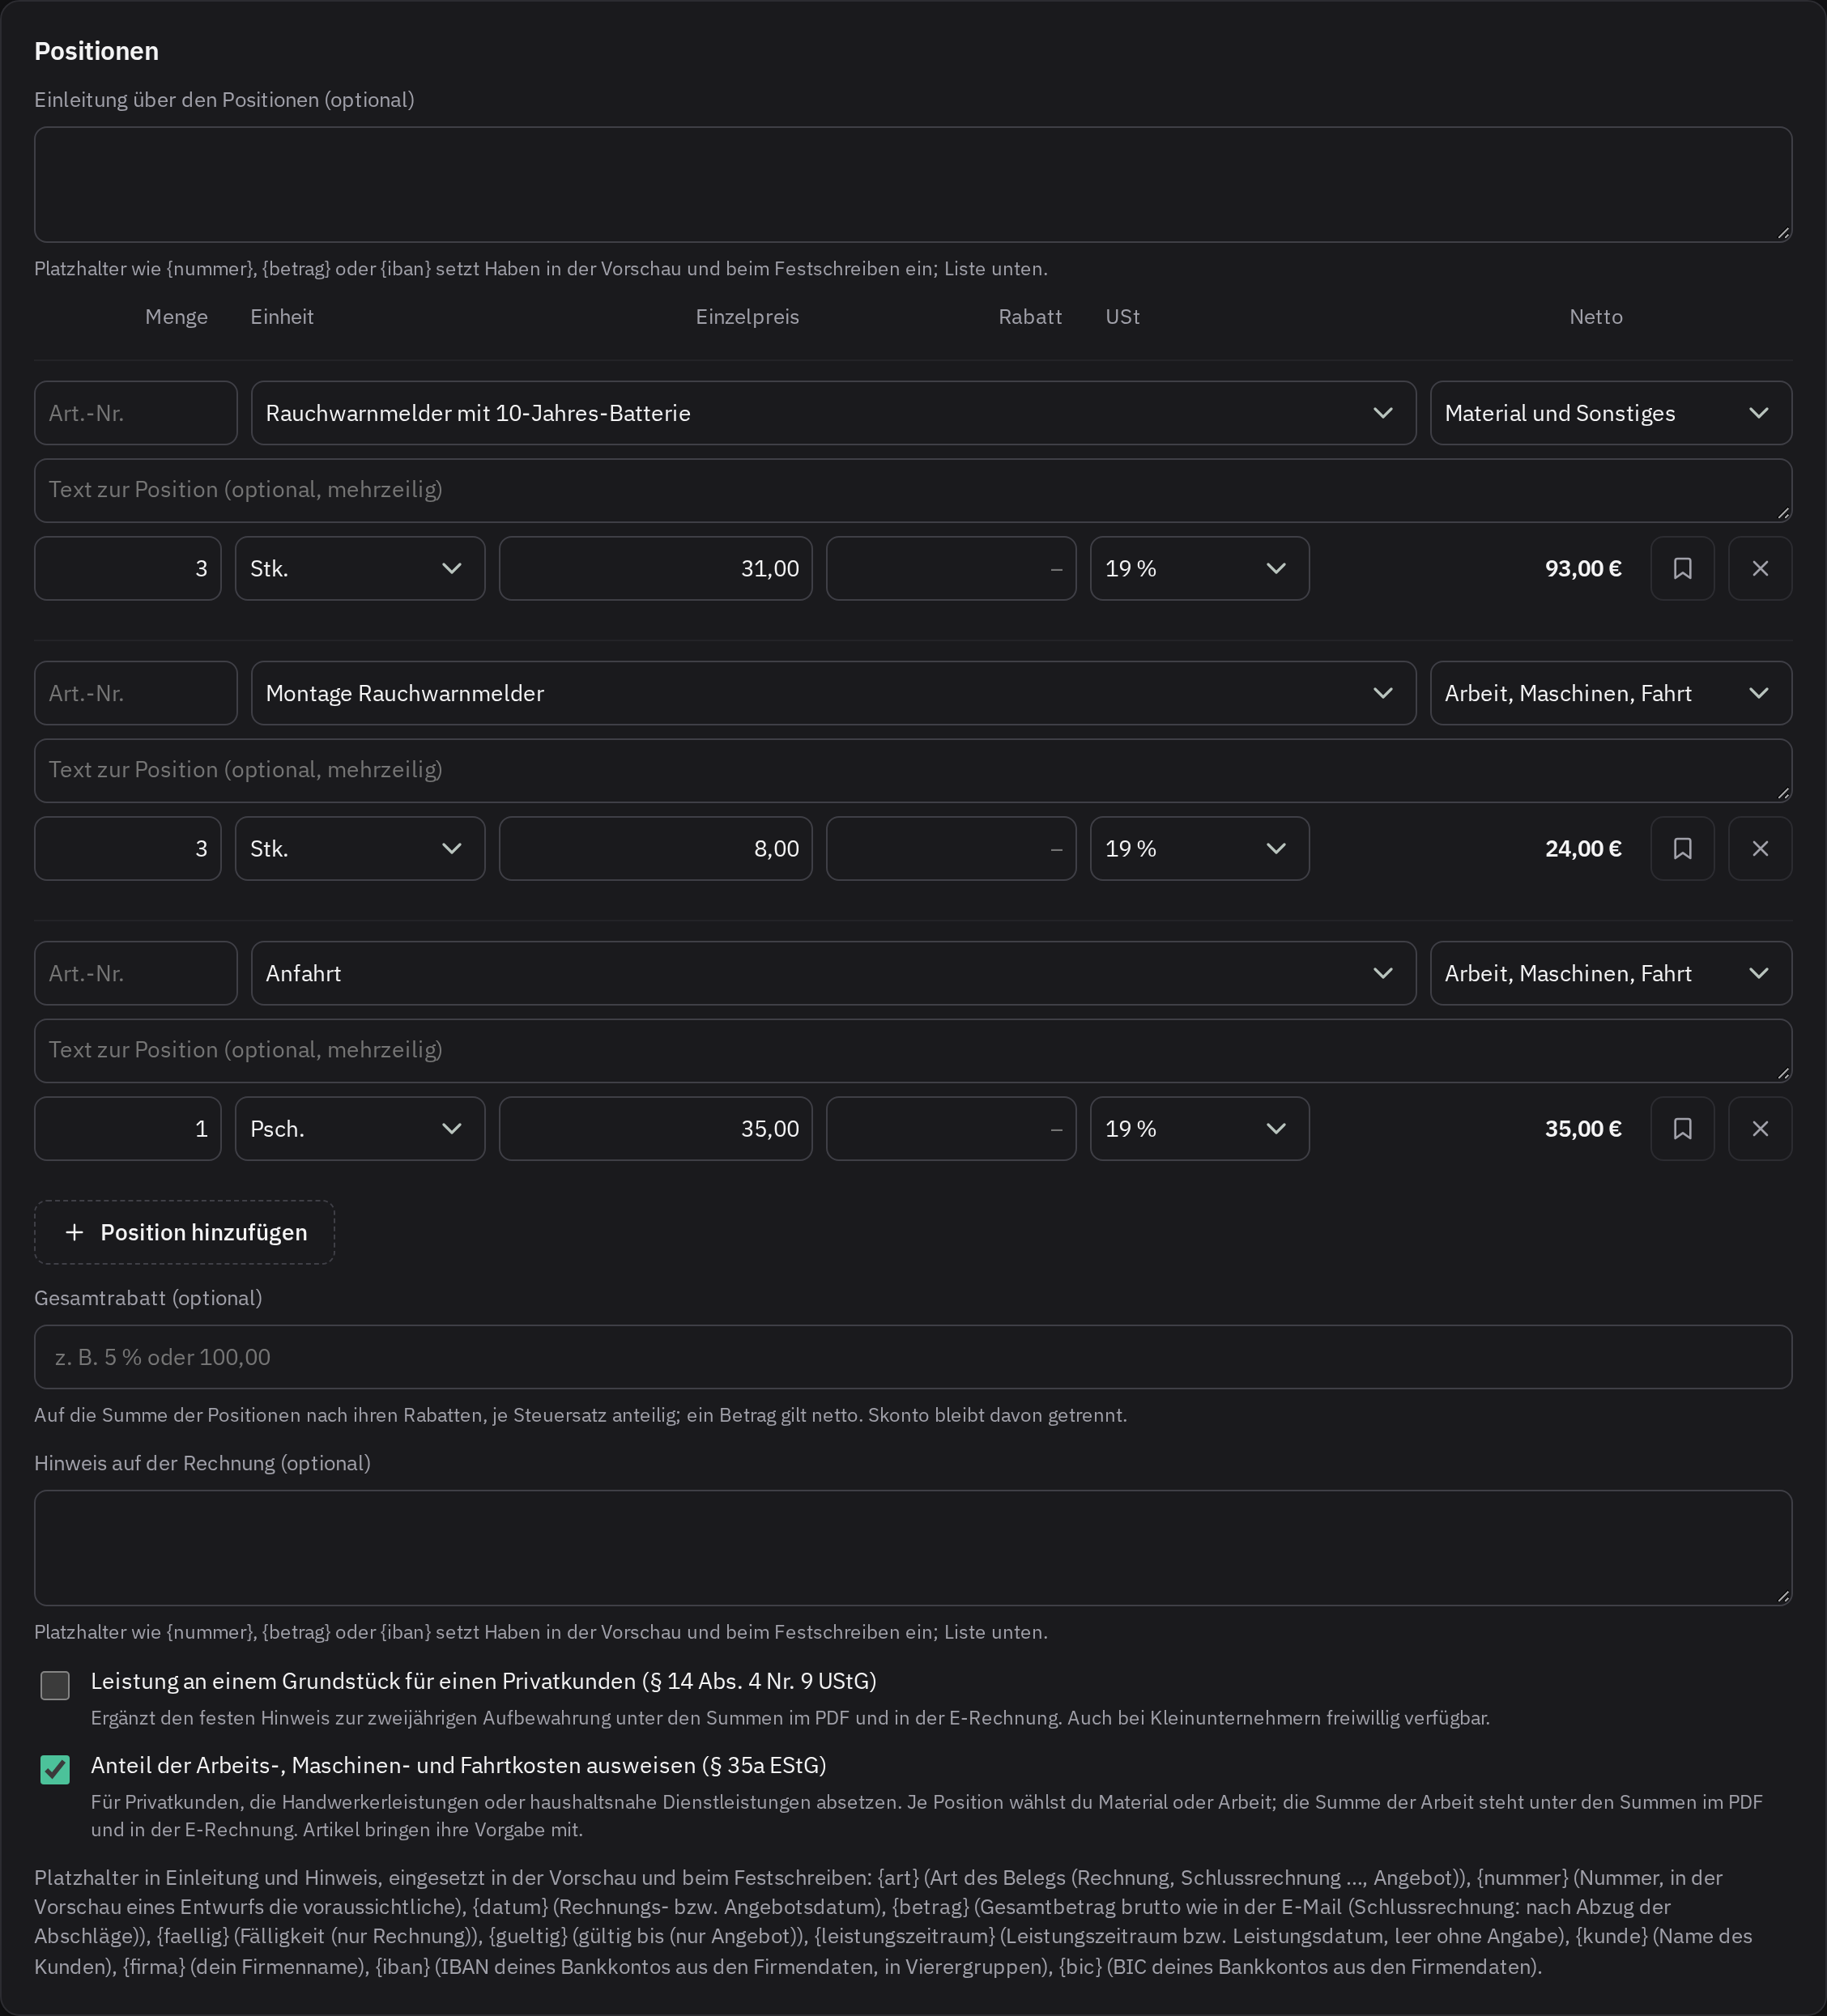 Positionen
Einleitung über den Positionen (optional)
Platzhalter wie {nummer}, {betrag} oder {iban} setzt Haben in der Vorschau und beim Festschreiben ein; Liste unten.
Menge Einheit Einzelpreis Rabatt USt Netto
Art.-Nr. Rauchwarnmelder mit 10-Jahres-Batterie Material und Sonstiges
Text zur Position (optional, mehrzeilig)
3 Stk. 31,00 – 19 % 93,00 €
Art.-Nr. Montage Rauchwarnmelder Arbeit, Maschinen, Fahrt
Text zur Position (optional, mehrzeilig)
3 Stk. 8,00 – 19 % 24,00 €
Art.-Nr. Anfahrt Arbeit, Maschinen, Fahrt
Text zur Position (optional, mehrzeilig)
1 Psch. 35,00 – 19 % 35,00 €
+ Position hinzufügen
Gesamtrabatt (optional)
z. B. 5 % oder 100,00
Auf die Summe der Positionen nach ihren Rabatten, je Steuersatz anteilig; ein Betrag gilt netto. Skonto bleibt davon getrennt.
Hinweis auf der Rechnung (optional)
Platzhalter wie {nummer}, {betrag} oder {iban} setzt Haben in der Vorschau und beim Festschreiben ein; Liste unten.
Leistung an einem Grundstück für einen Privatkunden (§ 14 Abs. 4 Nr. 9 UStG)
Ergänzt den festen Hinweis zur zweijährigen Aufbewahrung unter den Summen im PDF und in der E-Rechnung. Auch bei Kleinunternehmern freiwillig verfügbar.
Anteil der Arbeits-, Maschinen- und Fahrtkosten ausweisen (§ 35a EStG)
Für Privatkunden, die Handwerkerleistungen oder haushaltsnahe Dienstleistungen absetzen. Je Position wählst du Material oder Arbeit; die Summe der Arbeit steht unter den Summen im PDF
und in der E-Rechnung. Artikel bringen ihre Vorgabe mit.
Platzhalter in Einleitung und Hinweis, eingesetzt in der Vorschau und beim Festschreiben: {art} (Art des Belegs (Rechnung, Schlussrechnung …, Angebot)), {nummer} (Nummer, in der
Vorschau eines Entwurfs die voraussichtliche), {datum} (Rechnungs- bzw. Angebotsdatum), {betrag} (Gesamtbetrag brutto wie in der E-Mail (Schlussrechnung: nach Abzug der
Abschläge)), {faellig} (Fälligkeit (nur Rechnung)), {gueltig} (gültig bis (nur Angebot)), {leistungszeitraum} (Leistungszeitraum bzw. Leistungsdatum, leer ohne Angabe), {kunde} (Name des
Kunden), {firma} (dein Firmenname), {iban} (IBAN deines Bankkontos aus den Firmendaten, in Vierergruppen), {bic} (BIC deines Bankkontos aus den Firmendaten).